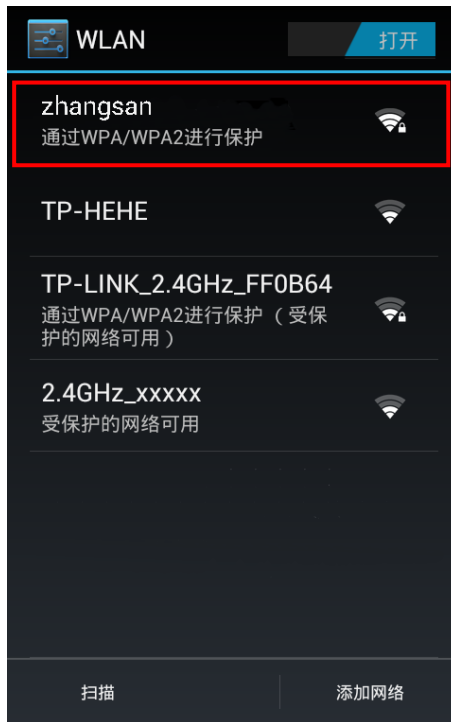 WLAN
打开
zhangsan
通过WPA/WPA2进行保护
TP-HEHE
TP-LINK_2.4GHz_FF0B64
通过WPA/WPA2进行保护（受保
护的网络可用）
2.4GHz_xxxxx
受保护的网络可用
扫描
添加网络